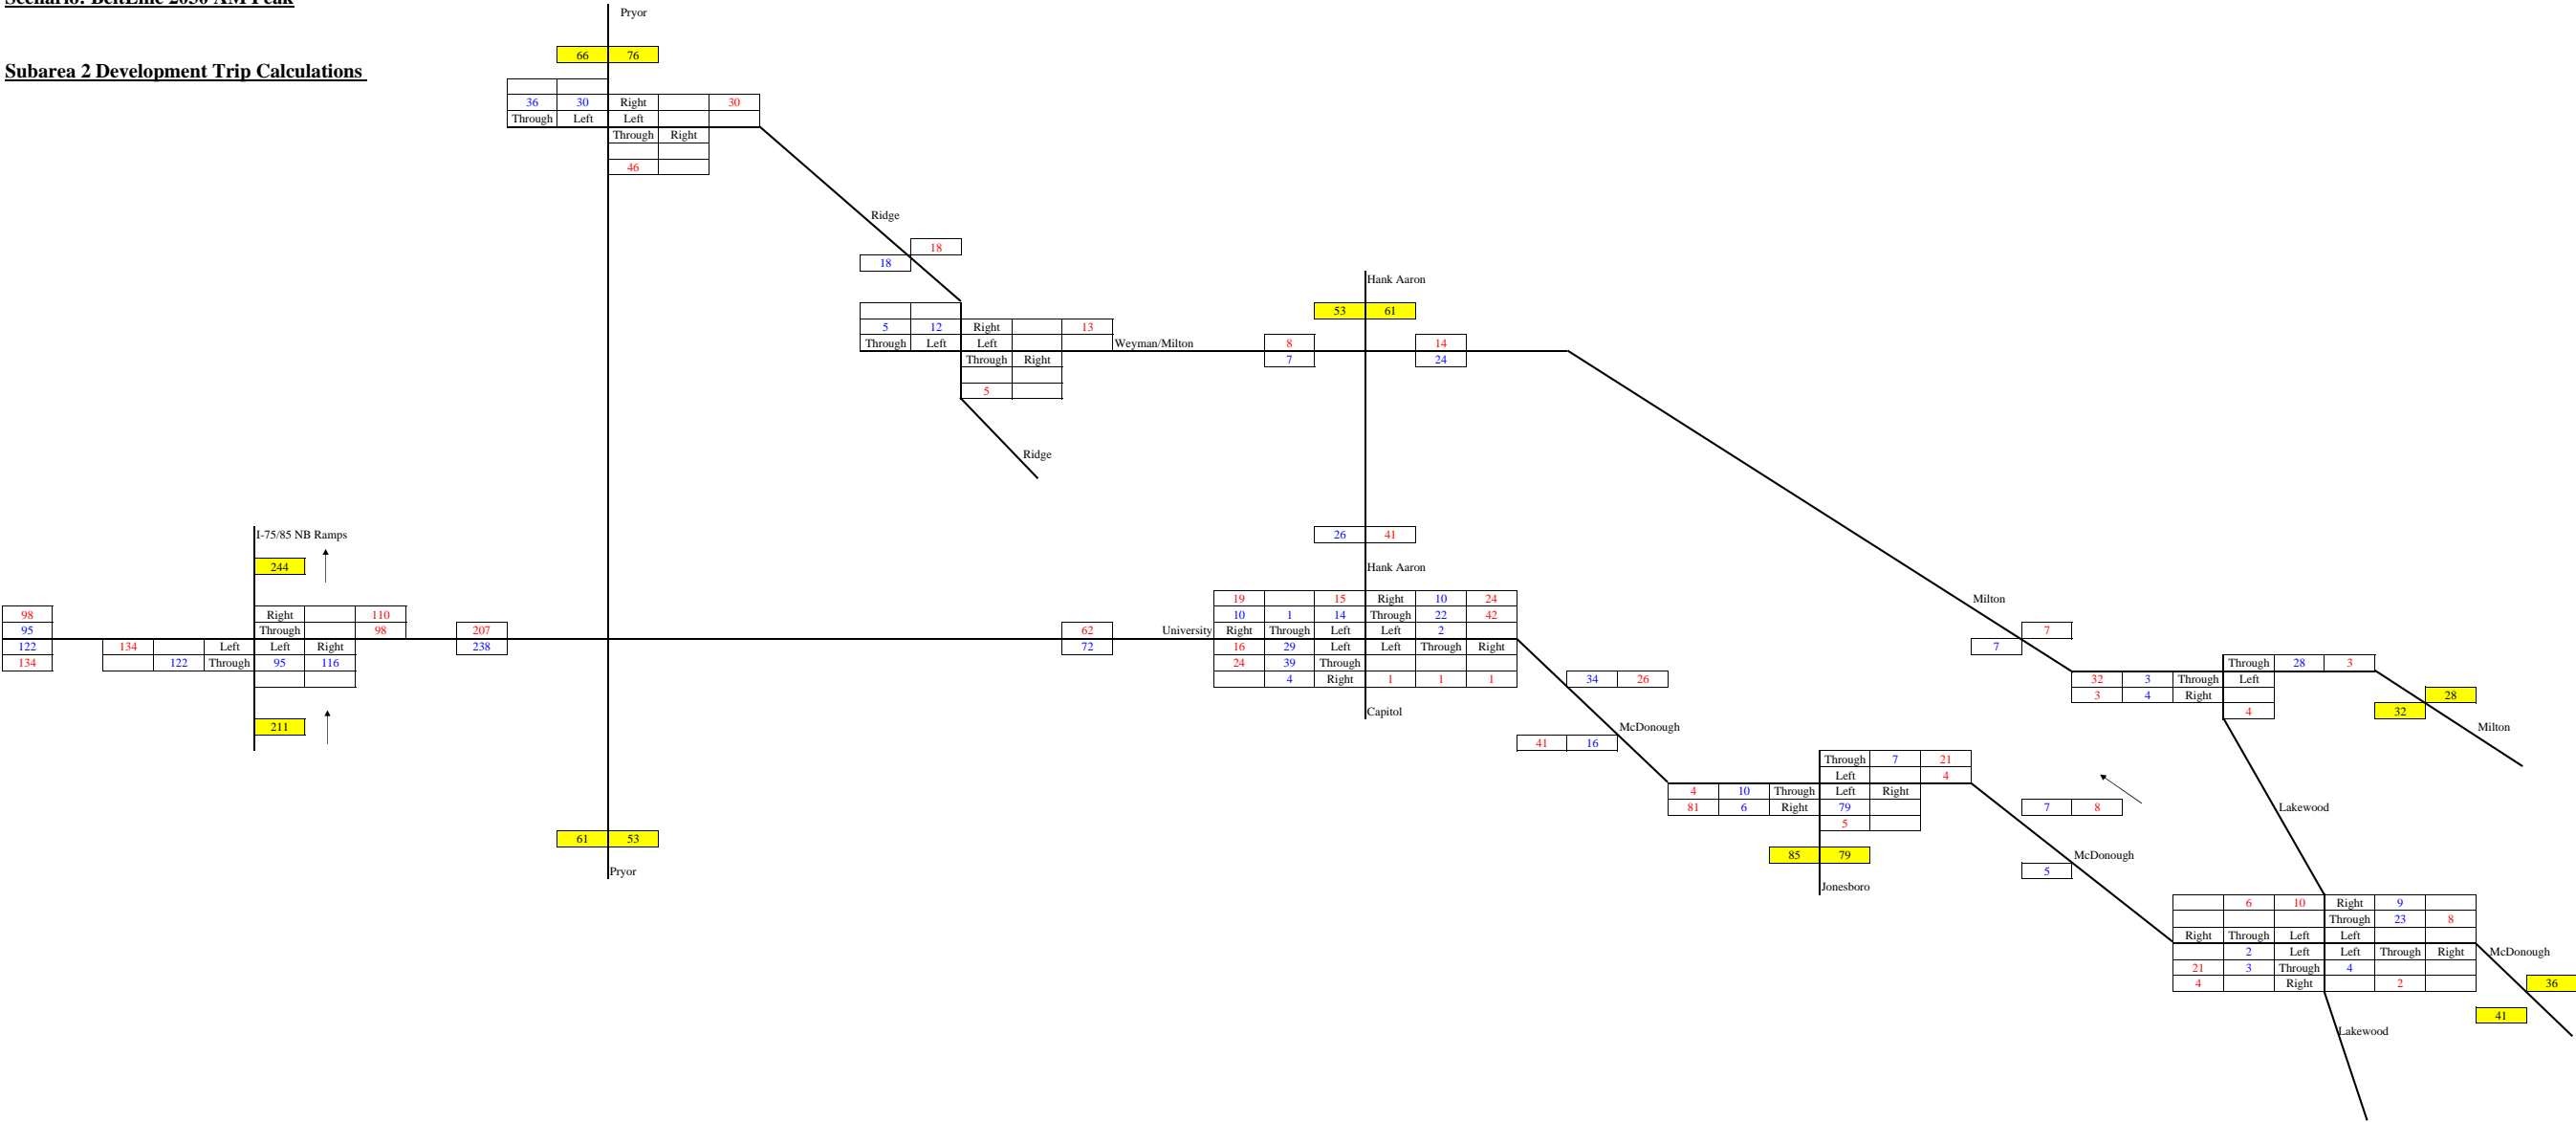 Scenario: BeltLine 2030 AM Peak
Pryor
66 76
Subarea 2 Development Trip Calculations
36 30 Right 30
Through Left Left
Through Right
46
Ridge
18
18
Hank Aaron
53 61
5 12 Right 13
Through Left Left Weyman/Milton 8 14
Through Right 7 24
5
Ridge
I-75/85 NB Ramps 26 41
244 Hank Aaron
98 Right 110 19 15 Right 10 24 Milton
95 Through 98 207 62 10 1 14 Through 22 42
122 134 Left Left Right 238 72 University Right Through Left Left 2 7
134 122 Through 95 116 16 29 Left Left Through Right 7
24 39 Through Through 28 3
4 Right 1 1 1 34 26 32 3 Through Left
3 4 Right 28
211 Capitol 4 32
McDonough Milton
41 16
Through 7 21
Left 4
4 10 Through Left Right
81 6 Right 79 7 8 Lakewood
5
61 53 85 79 McDonough
Pryor 5
Jonesboro
6 10 Right 9
Through 23 8
Right Through Left Left
2 Left Left Through Right McDonough
21 3 Through 4
4 Right 2 36
41
Lakewood